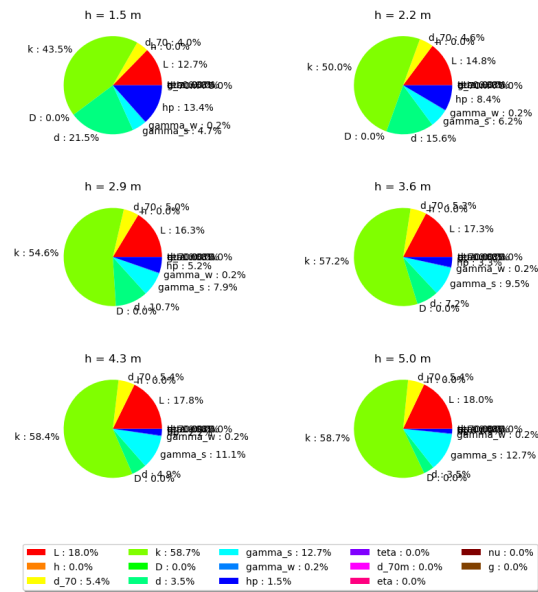 h = 1.5 m
d_70 : 4.0%
h : 0.0%
k : 43.5%
L : 12.7%
hp : 13.4%
D : 0.0%
gamma_w : 0.2%
gamma_s : 4.7%
d : 21.5%
h = 2.2 m
d_70 : 4.6%
h : 0.0%
k : 50.0%
L : 14.8%
hp : 8.4%
gamma_w : 0.2%
gamma_s : 6.2%
D : 0.0%
d : 15.6%
h = 2.9 m
d_70 : 5.0%
h : 0.0%
L : 16.3%
k : 54.6%
hp : 5.2%
gamma_w : 0.2%
gamma_s : 7.9%
d : 10.7%
D : 0.0%
h = 3.6 m
d_70 : 5.3%
h : 0.0%
L : 17.3%
k : 57.2%
hp : 3.3%
gamma_w : 0.2%
gamma_s : 9.5%
d : 7.2%
D : 0.0%
h = 4.3 m
d_70 : 5.4%
h : 0.0%
L : 17.8%
k : 58.4%
gamma_w : 0.2%
gamma_s : 11.1%
d : 4.9%
D : 0.0%
h = 5.0 m
d_70 : 5.4%
h : 0.0%
L : 18.0%
k : 58.7%
gamma_w : 0.2%
gamma_s : 12.7%
d : 3.5%
D : 0.0%
L : 18.0%
k : 58.7%
gamma_s : 12.7%
teta : 0.0%
nu : 0.0%
h : 0.0%
D : 0.0%
gamma_w : 0.2%
d_70m : 0.0%
g : 0.0%
d_70 : 5.4%
d : 3.5%
hp : 1.5%
eta : 0.0%